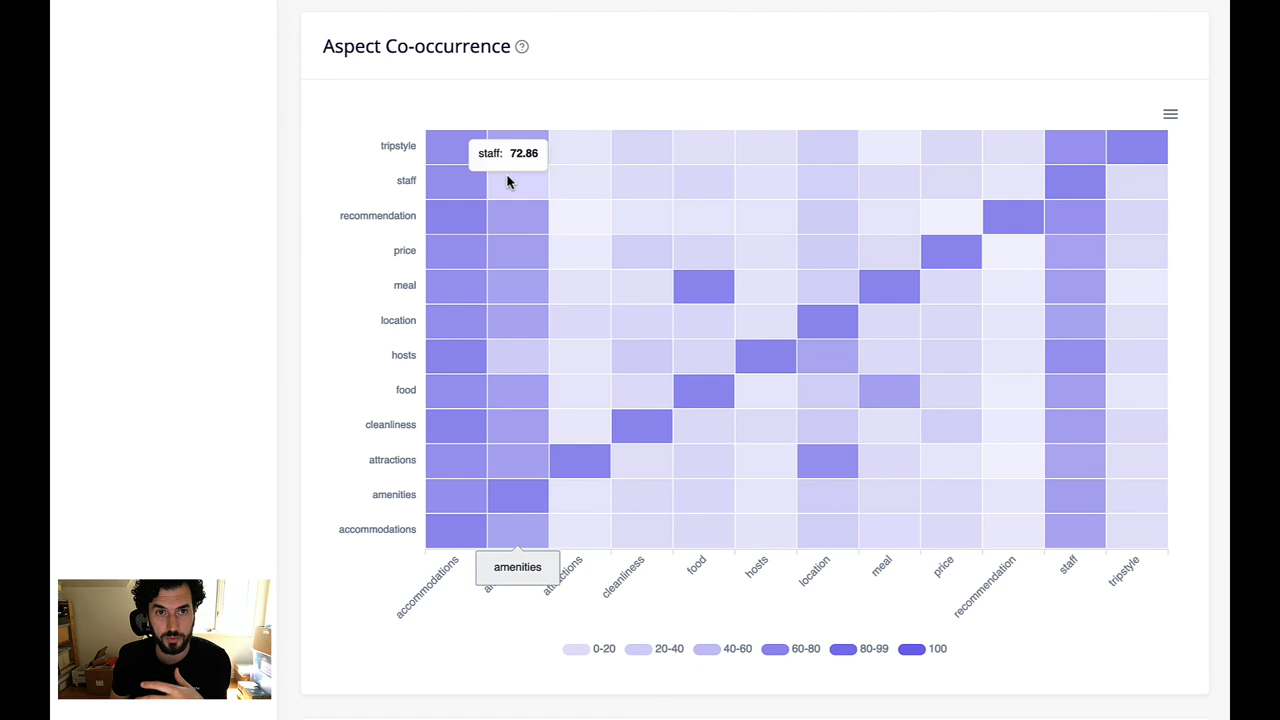 Aspect Co-occurrence ?
tripstyle
staff: 72.86
staff
recommendation
price
meal
location
hosts
food
cleanliness
attractions
amenities
accommodations
amenities
accommodations
cleanliness
food
hosts
location
meal
price
recommendation
staff
tripstyle
0-20
20-40
40-60
60-80
80-99
100